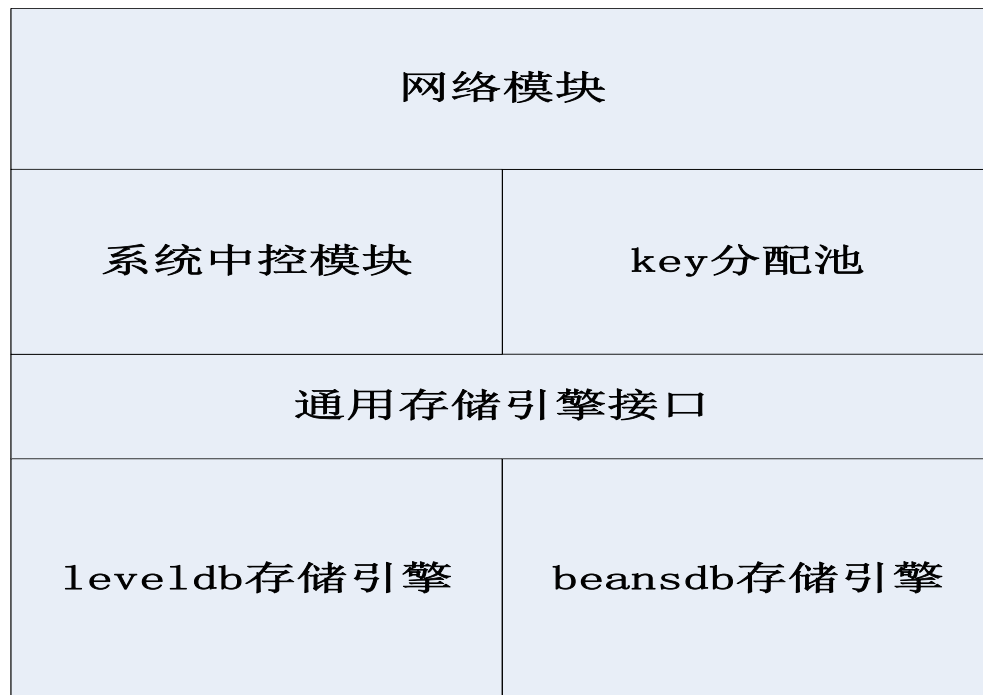 网络模块
系统中控模块
key分配池
通用存储引擎接口
leveldb存储引擎
beansdb存储引擎